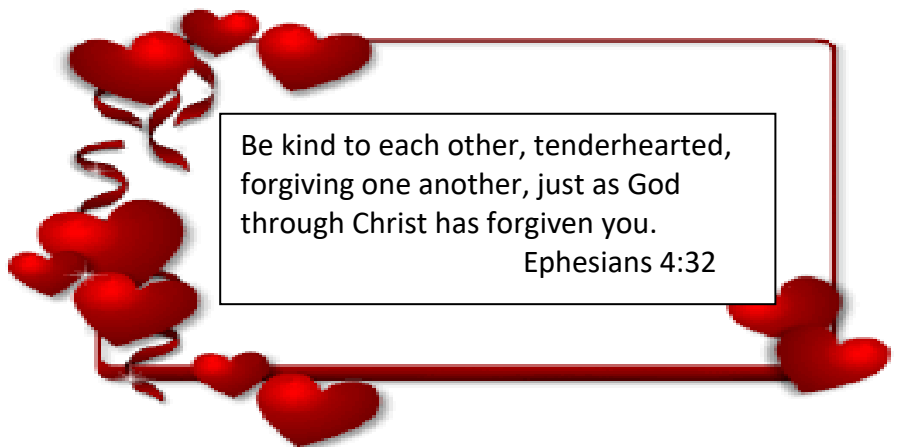 Be kind to each other, tenderhearted,
forgiving one another, just as God
through Christ has forgiven you.
Ephesians 4:32